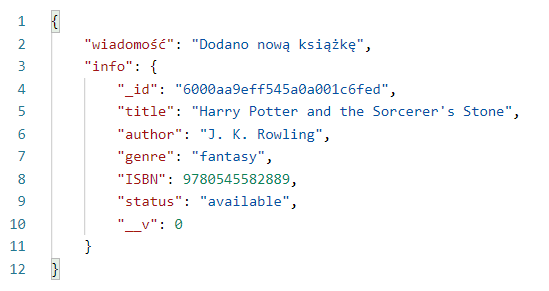 1 {
2 "wiadomość": "Dodano nową książkę",
3 "info": {
4 "_id": "6000aa9eff545a0a001c6fed",
5 "title": "Harry Potter and the Sorcerer's Stone",
6 "author": "J. K. Rowling",
7 "genre": "fantasy",
8 "ISBN": 9780545582889,
9 "status": "available",
10 "__v": 0
11 }
12 }